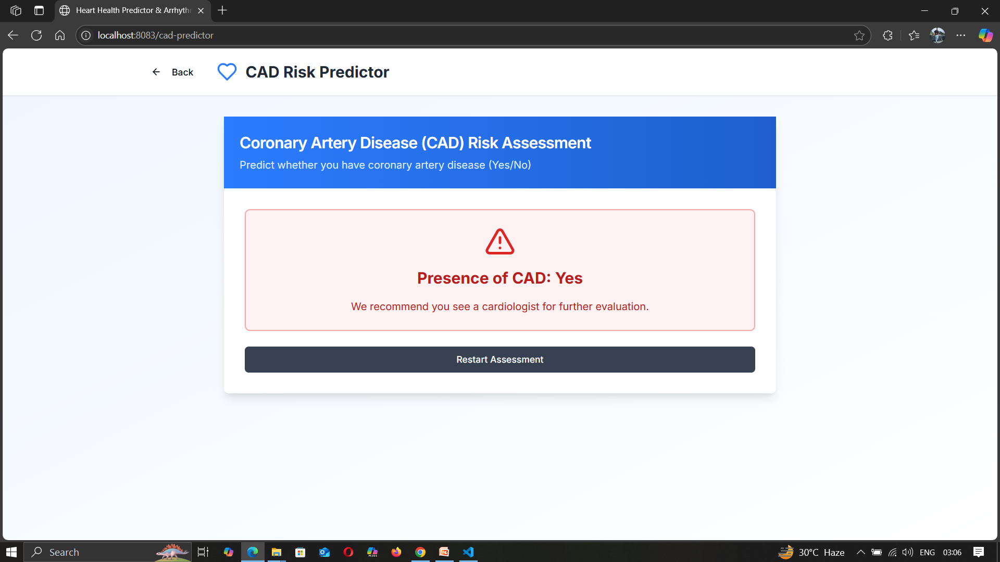 Heart Health Predictor & Arrhyth
localhost:8083/cad-predictor
Back
CAD Risk Predictor
Coronary Artery Disease (CAD) Risk Assessment
Predict whether you have coronary artery disease (Yes/No)
Presence of CAD: Yes
We recommend you see a cardiologist for further evaluation.
Restart Assessment
Search
M365
30°C Haze
ENG
03:06